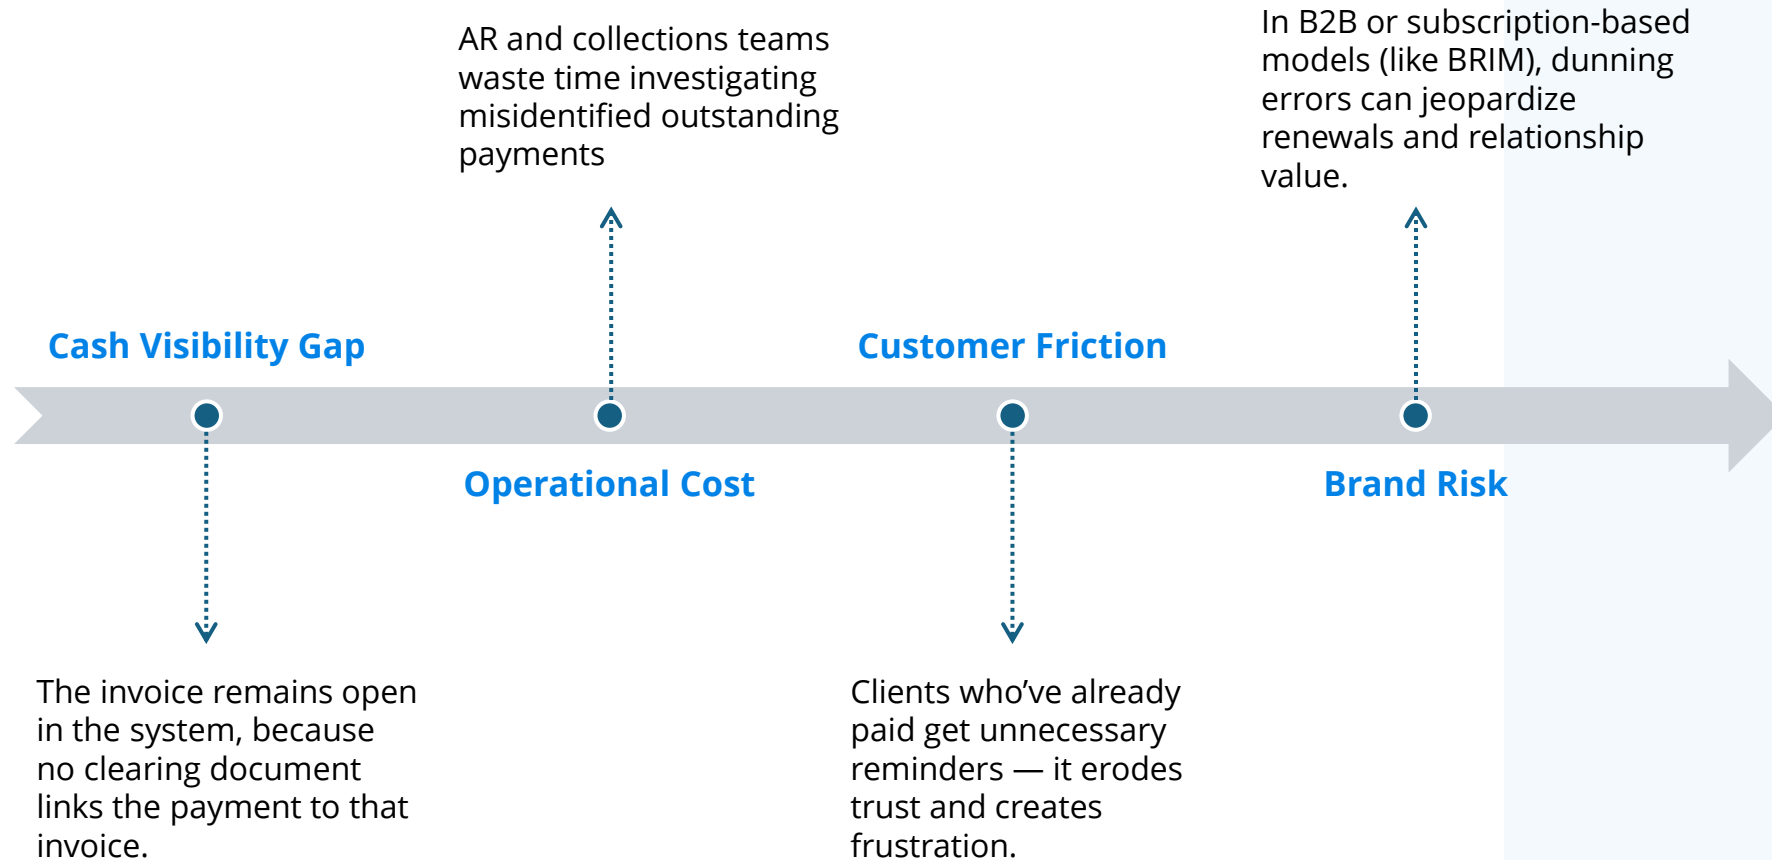 AR and collections teams
waste time investigating
misidentified outstanding
payments
In B2B or subscription-based
models (like BRIM), dunning
errors can jeopardize
renewals and relationship
value.
Cash Visibility Gap
Customer Friction
Operational Cost
Brand Risk
The invoice remains open
in the system, because
no clearing document
links the payment to that
invoice.
Clients who’ve already
paid get unnecessary
reminders — it erodes
trust and creates
frustration.